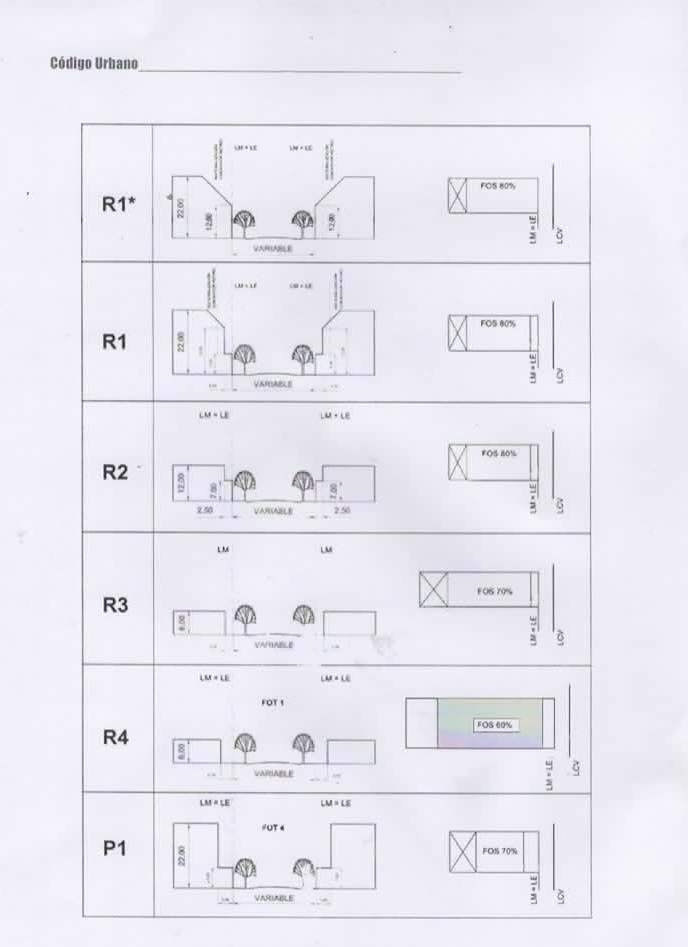 Código Urbano
R1*
LM = LE LM = LE
22,00
12,00 12,00
VARIABLE
FOS 80%
LM = LE
LCV
R1
LM = LE LM = LE
22,00
VARIABLE
FOS 80%
LM = LE
LCV
R2
LM = LE LM = LE
12,00
7,00 7,00
2,50 VARIABLE 2,50
FOS 80%
LM = LE
LCV
R3
LM LM
VARIABLE
FOS 70%
LM = LE
LCV
R4
LM = LE LM = LE
FOT 1
VARIABLE
FOS 60%
LM = LE
LCV
P1
LM = LE LM = LE
FOT 4
22,00
VARIABLE
FOS 70%
LM = LE
LCV